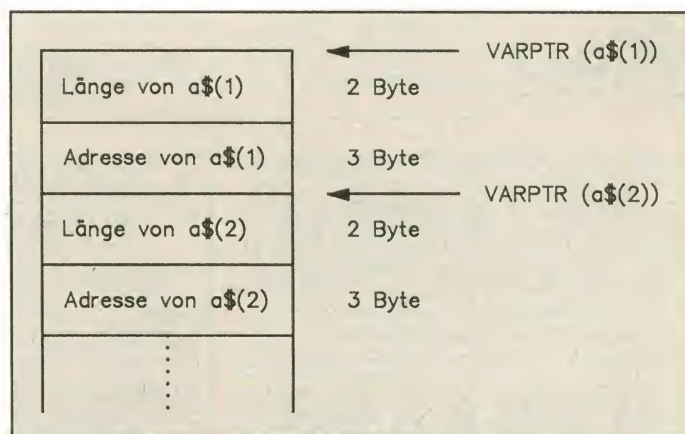 VARPTR (a$(1))
Länge von a$(1) 2 Byte
Adresse von a$(1) 3 Byte
VARPTR (a$(2))
Länge von a$(2) 2 Byte
Adresse von a$(2) 3 Byte